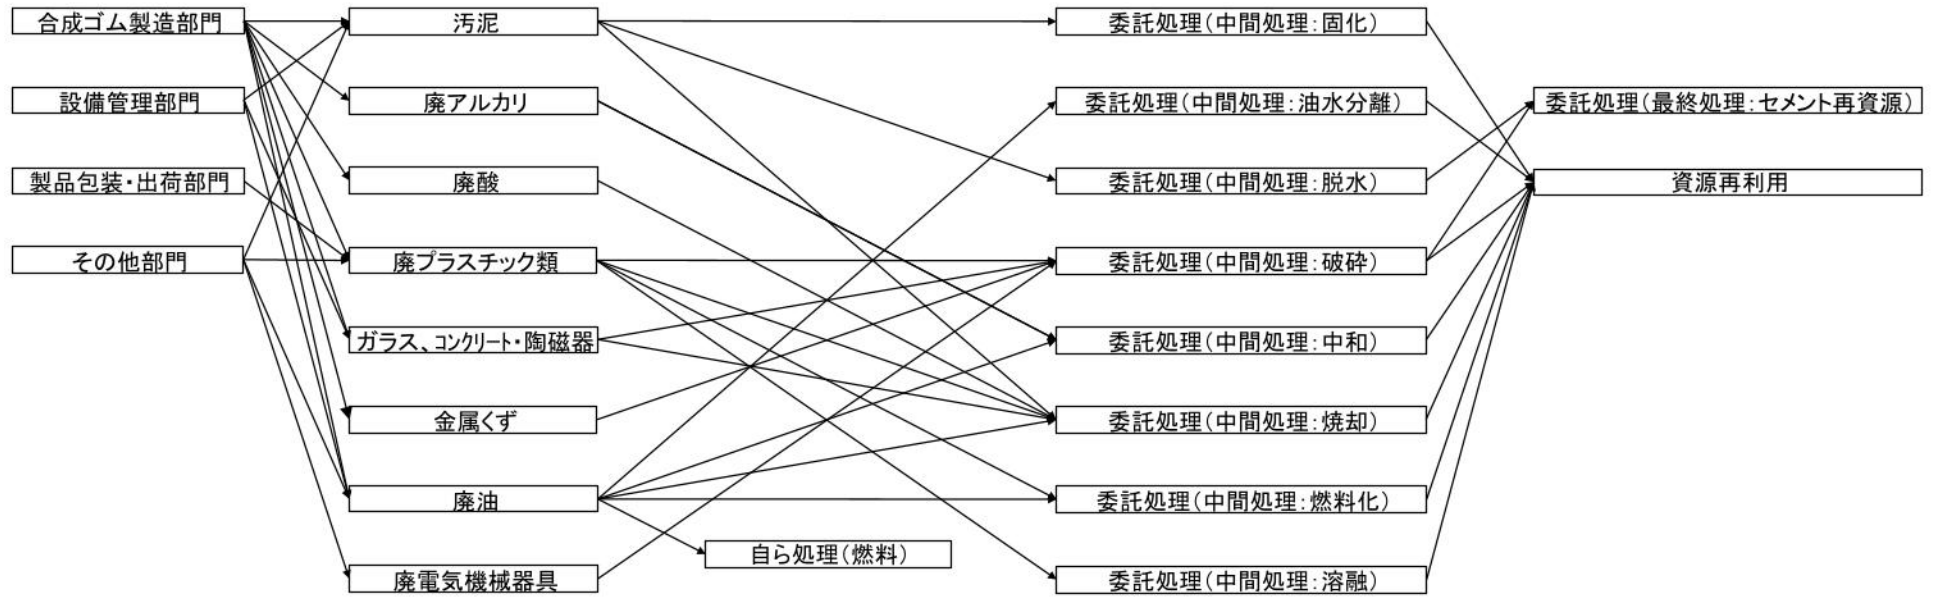 合成ゴム製造部門
設備管理部門
製品包装・出荷部門
その他部門
汚泥
廃アルカリ
廃酸
廃プラスチック類
ガラス、コンクリート・陶磁器
金属くず
廃油
廃電気機械器具
自ら処理(燃料)
委託処理(中間処理:固化)
委託処理(中間処理:油水分離)
委託処理(中間処理:脱水)
委託処理(中間処理:破砕)
委託処理(中間処理:中和)
委託処理(中間処理:焼却)
委託処理(中間処理:燃料化)
委託処理(中間処理:溶融)
委託処理(最終処理:セメント再資源)
資源再利用